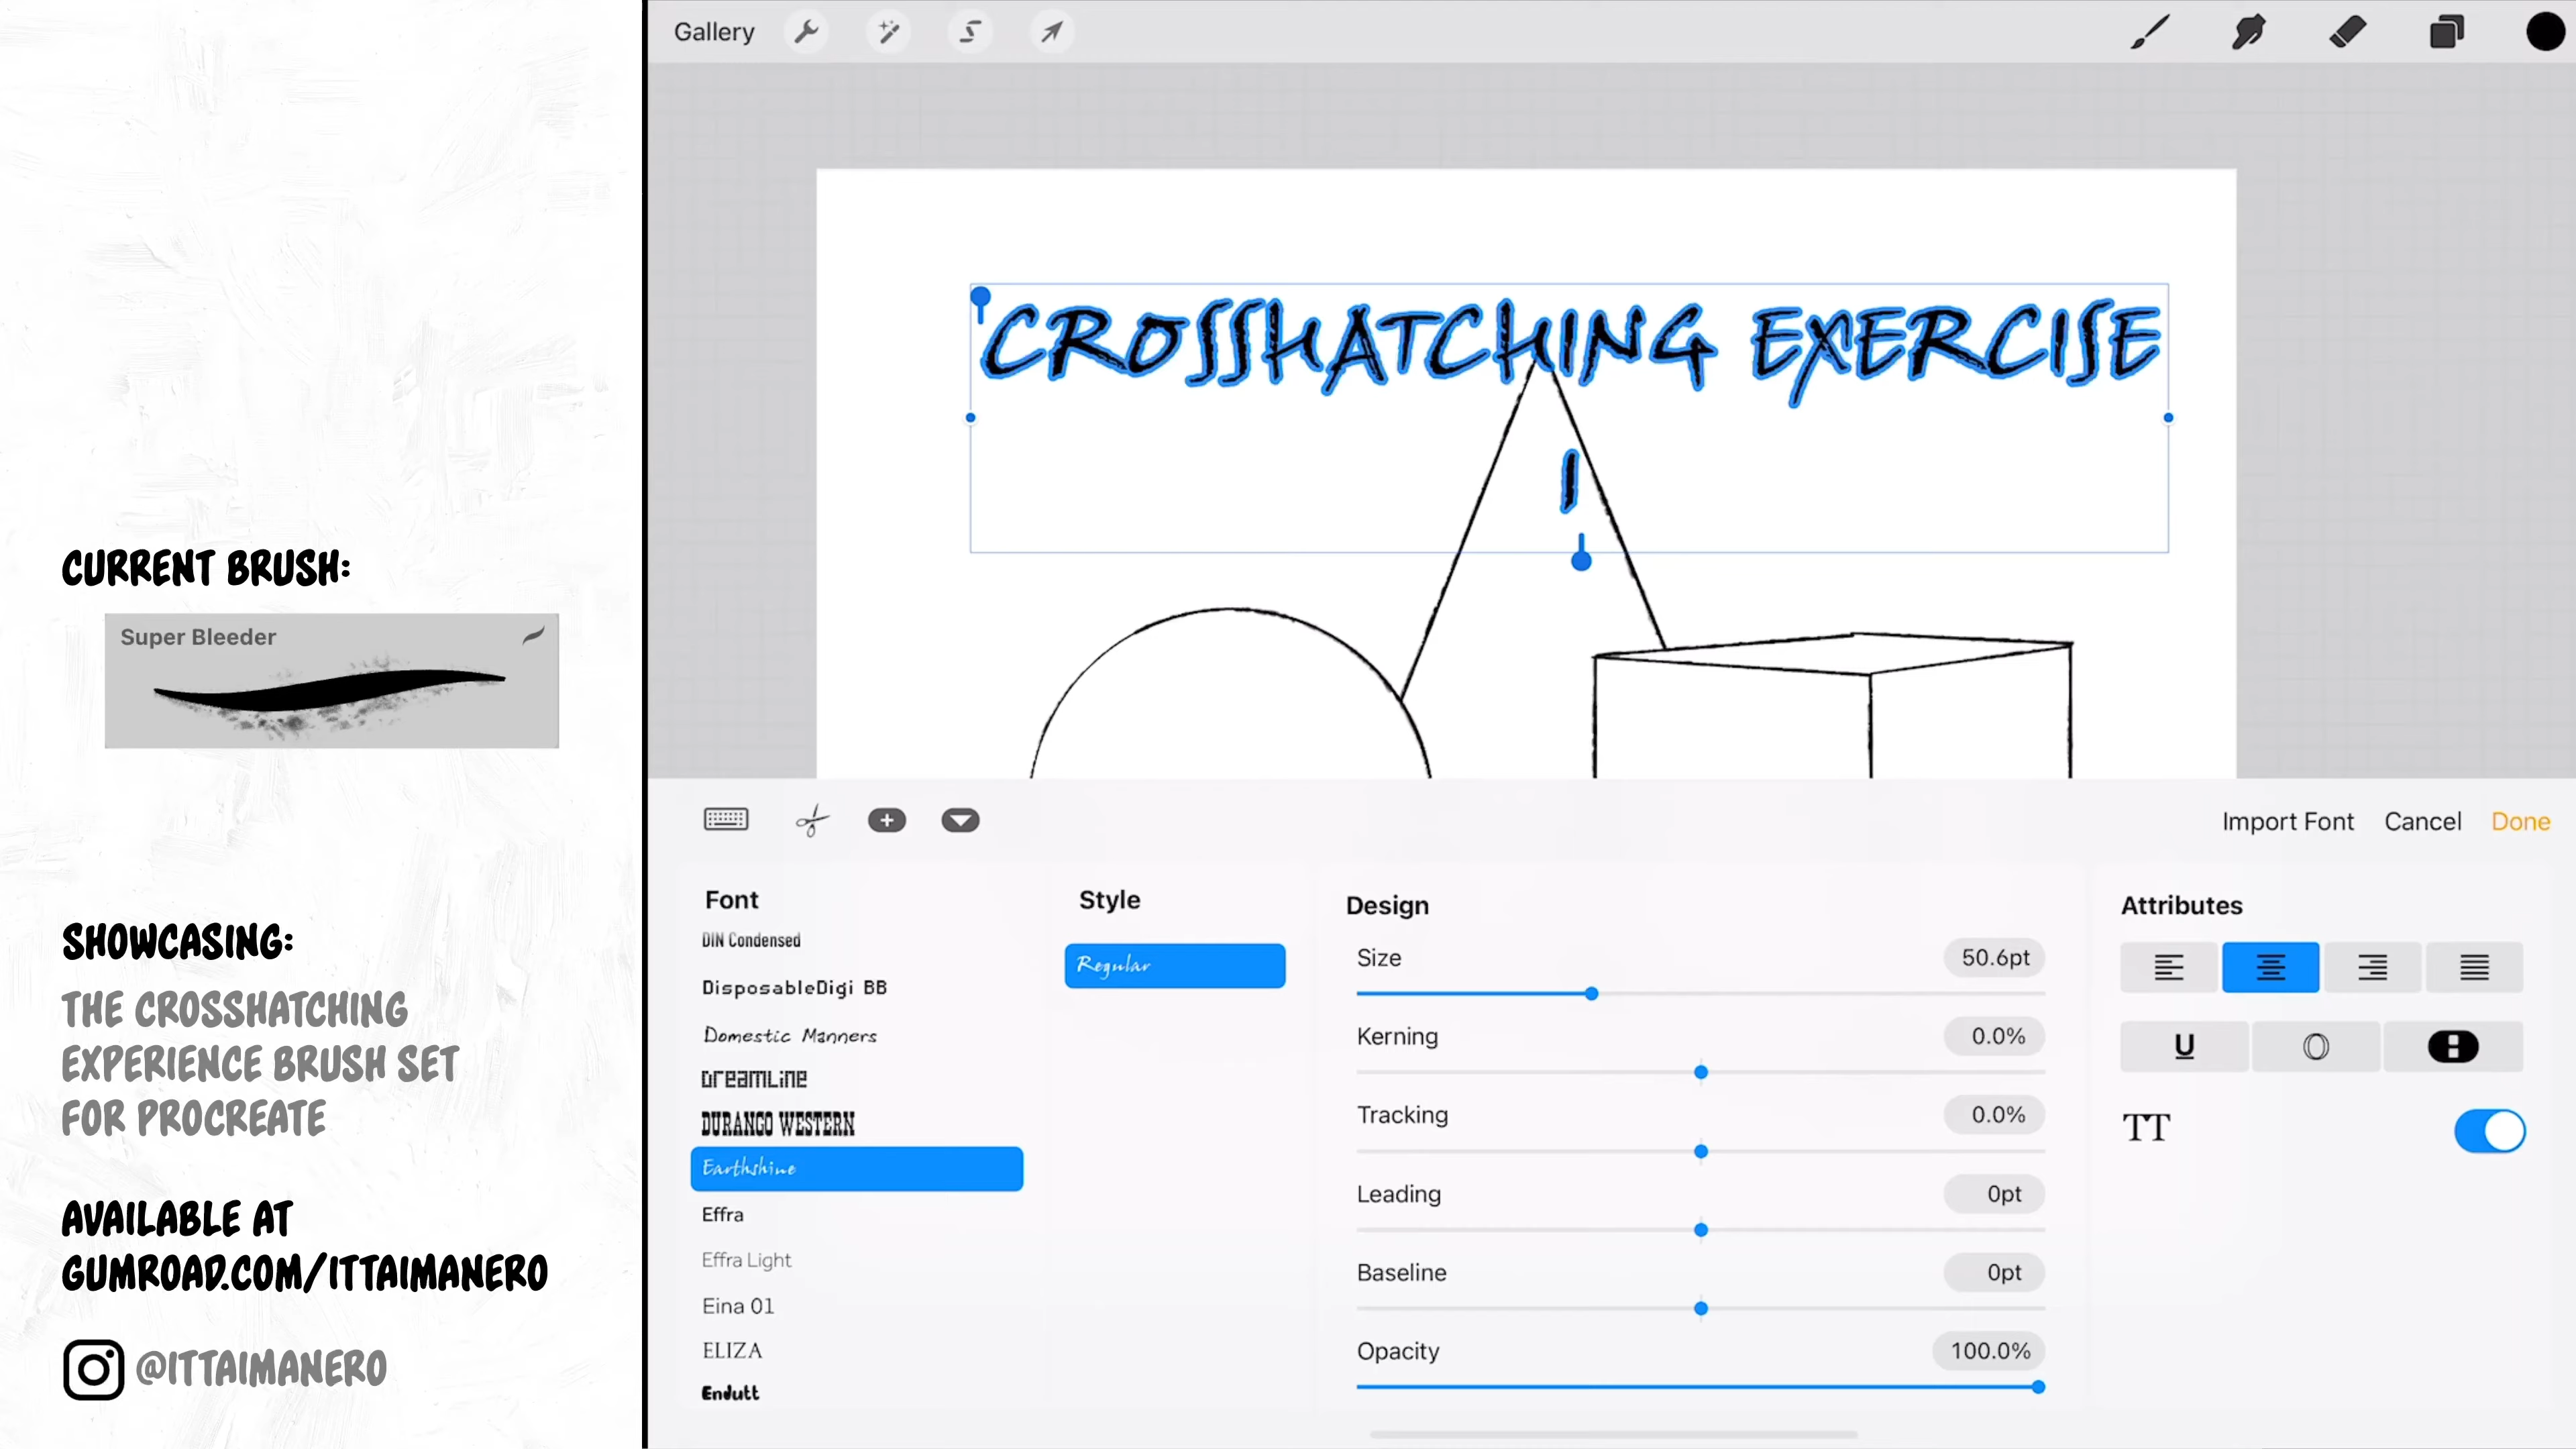 CURRENT BRUSH:
Super Bleeder
SHOWCASING:
THE CROSSHATCHING
EXPERIENCE BRUSH SET
FOR PROCREATE
AVAILABLE AT
GUMROAD.COM/ITTAIMANERO
@ITTAIMANERO
Gallery
CROSSHATCHING EXERCISE
1
Import Font Cancel Done
Font
DIN Condensed
DisposableDigi BB
Domestic Manners
DreamLine
DURANGO WESTERN
Earthshine
Effra
Effra Light
Eina 01
ELIZA
Endutt
Style
Regular
Design
Size 50.6pt
Kerning 0.0%
Tracking 0.0%
Leading 0pt
Baseline 0pt
Opacity 100.0%
Attributes
U O
TT